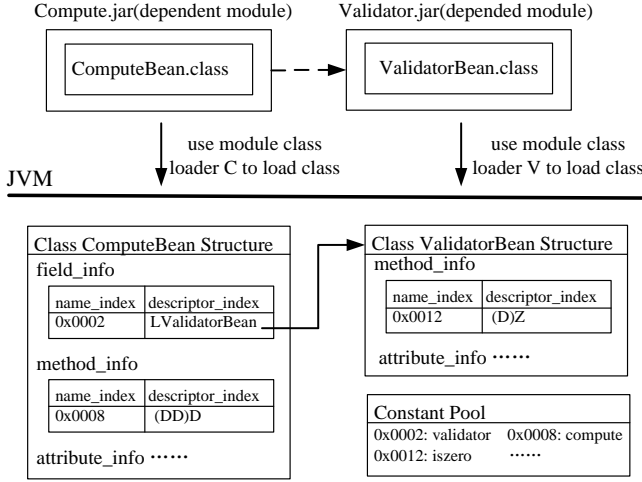 Compute.jar(dependent module)
Validator.jar(depended module)
ComputeBean.class
ValidatorBean.class
use module class
loader C to load class
use module class
loader V to load class
JVM
Class ComputeBean Structure
field_info
name_index descriptor_index
0x0002 LValidatorBean
method_info
name_index descriptor_index
0x0008 (DD)D
attribute_info ······
Class ValidatorBean Structure
method_info
name_index descriptor_index
0x0012 (D)Z
attribute_info ······
Constant Pool
0x0002: validator 0x0008: compute
0x0012: iszero ······